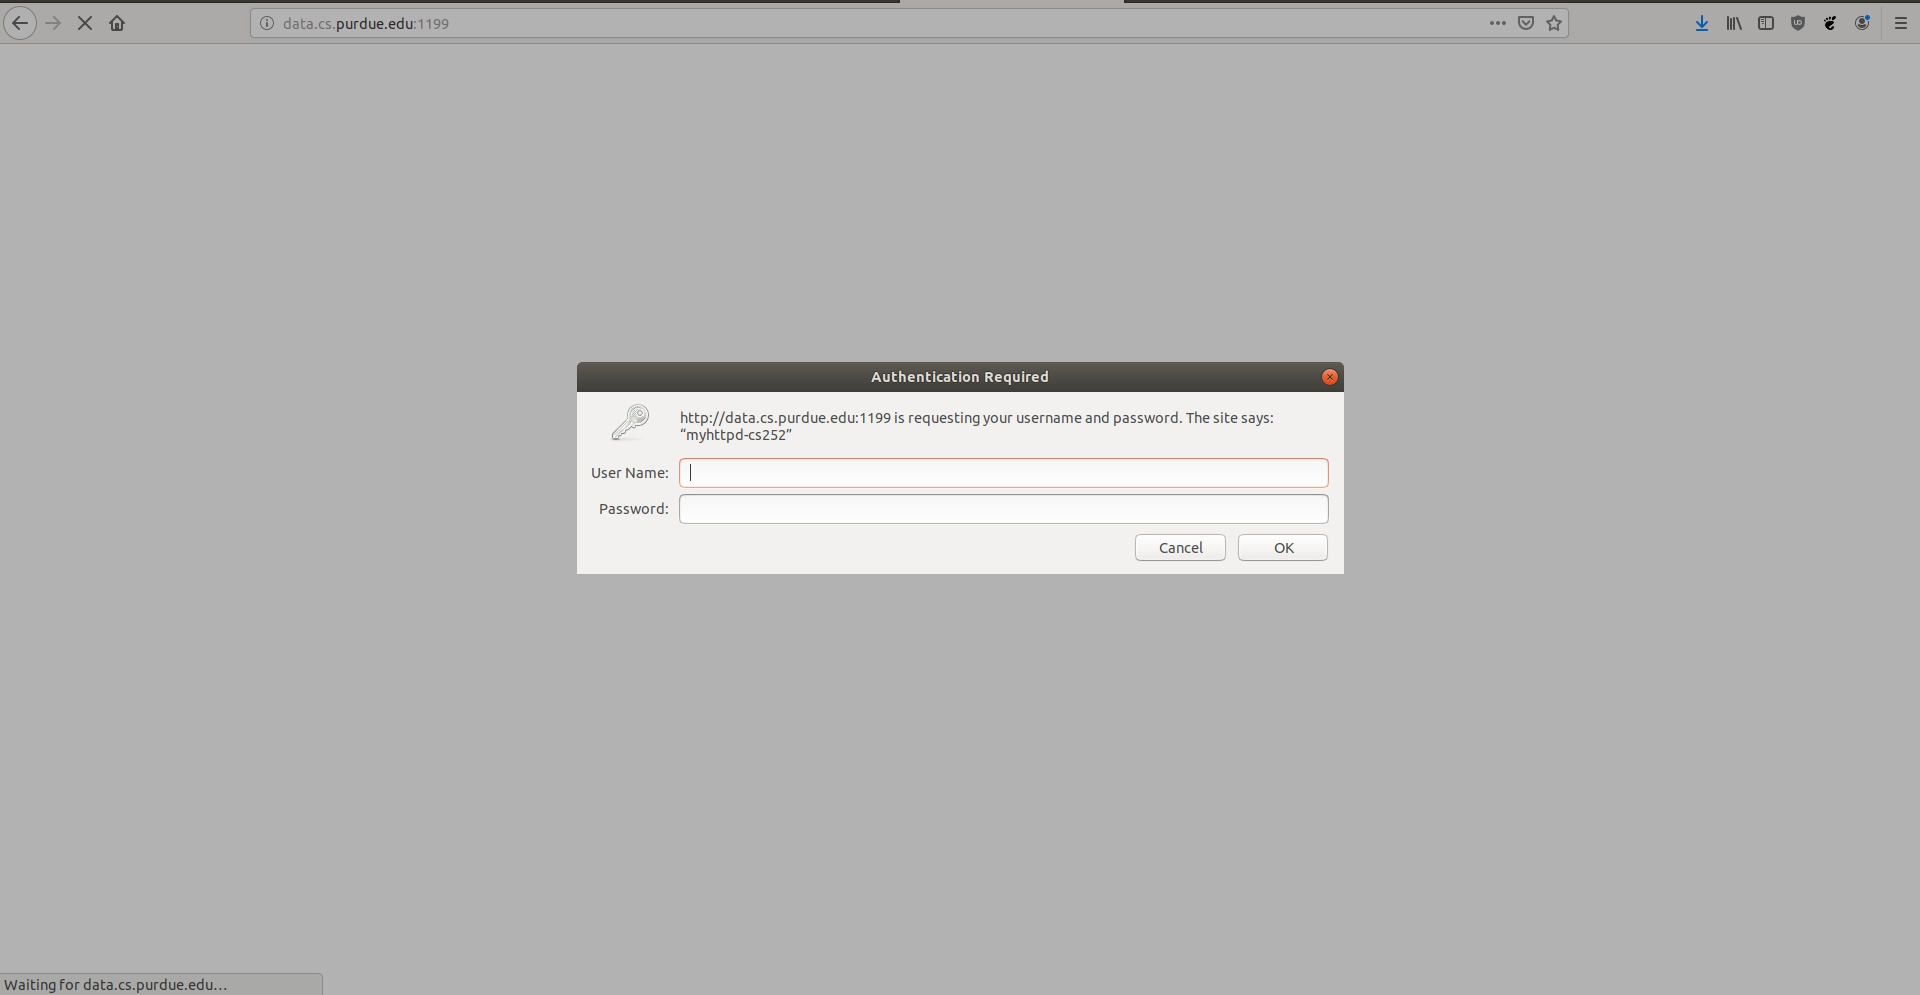 data.cs.purdue.edu:1199
Authentication Required
http://data.cs.purdue.edu:1199 is requesting your username and password. The site says:
“myhttpd-cs252”
User Name:
Password:
Cancel
OK
Waiting for data.cs.purdue.edu…